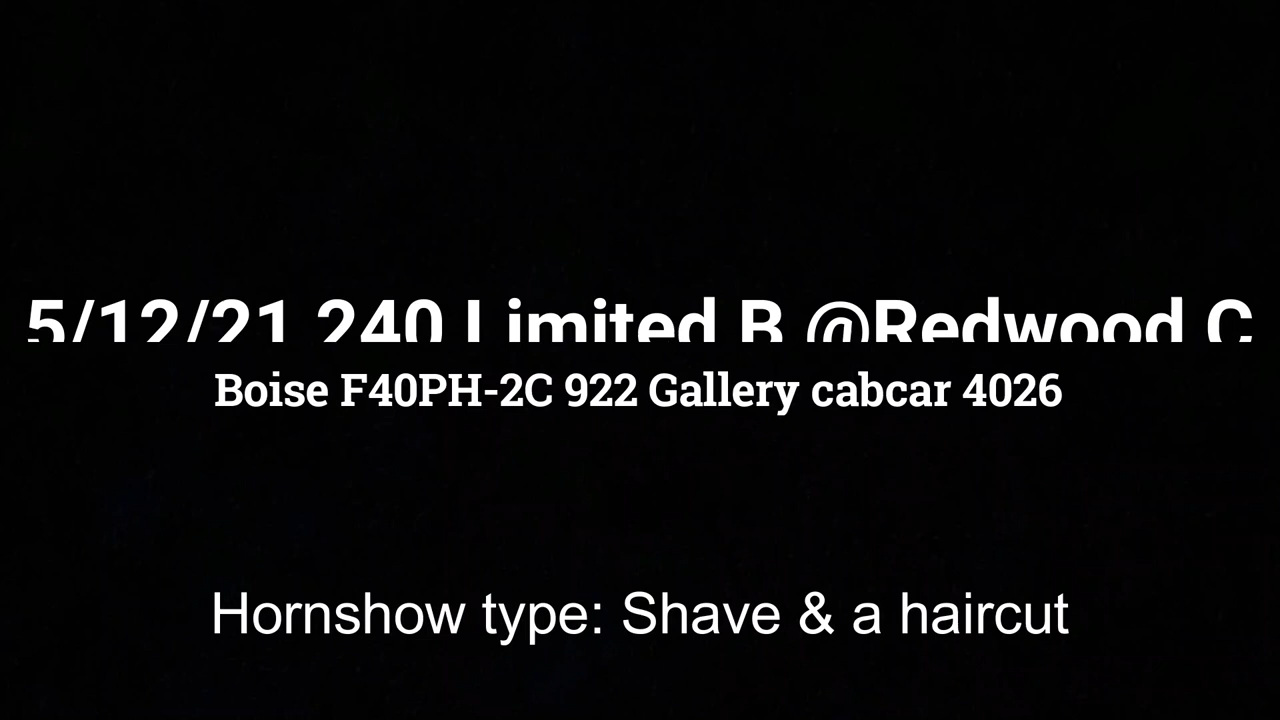 5/12/21 240 Limited B @Redwood C
Boise F40PH-2C 922 Gallery cabcar 4026
Hornshow type: Shave & a haircut